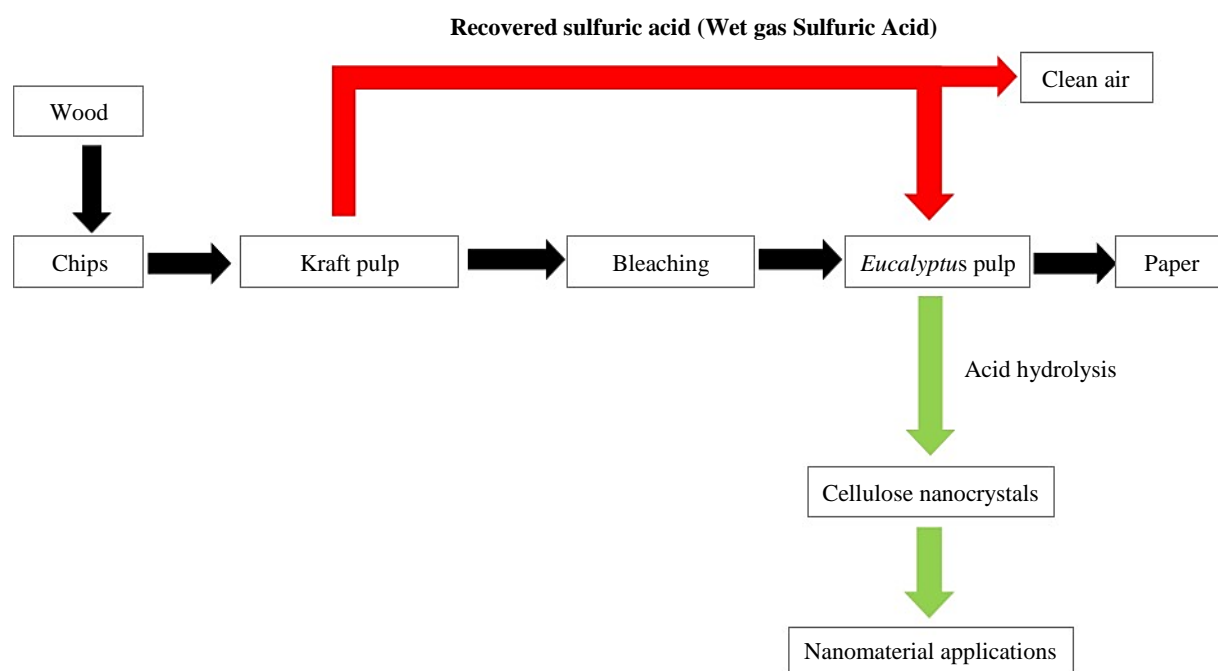 Recovered sulfuric acid (Wet gas Sulfuric Acid)
Clean air
Wood
Chips
Kraft pulp
Bleaching
Eucalyptus pulp
Paper
Acid hydrolysis
Cellulose nanocrystals
Nanomaterial applications